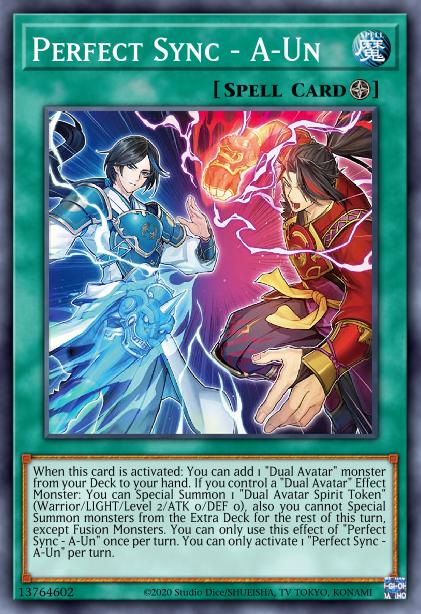 PERFECT SYNC - A-UN
SPELL
魔
[SPELL CARD]
When this card is activated: You can add 1 "Dual Avatar" monster
from your Deck to your hand. If you control a "Dual Avatar" Effect
Monster: You can Special Summon 1 "Dual Avatar Spirit Token"
(Warrior/LIGHT/Level 2/ATK 0/DEF 0), also you cannot Special
Summon monsters from the Extra Deck for the rest of this turn,
except Fusion Monsters. You can only use this effect of "Perfect
Sync - A-Un" once per turn. You can only activate 1 "Perfect Sync -
A-Un" per turn.
13764602
©2020 Studio Dice/SHUEISHA, TV TOKYO, KONAMI